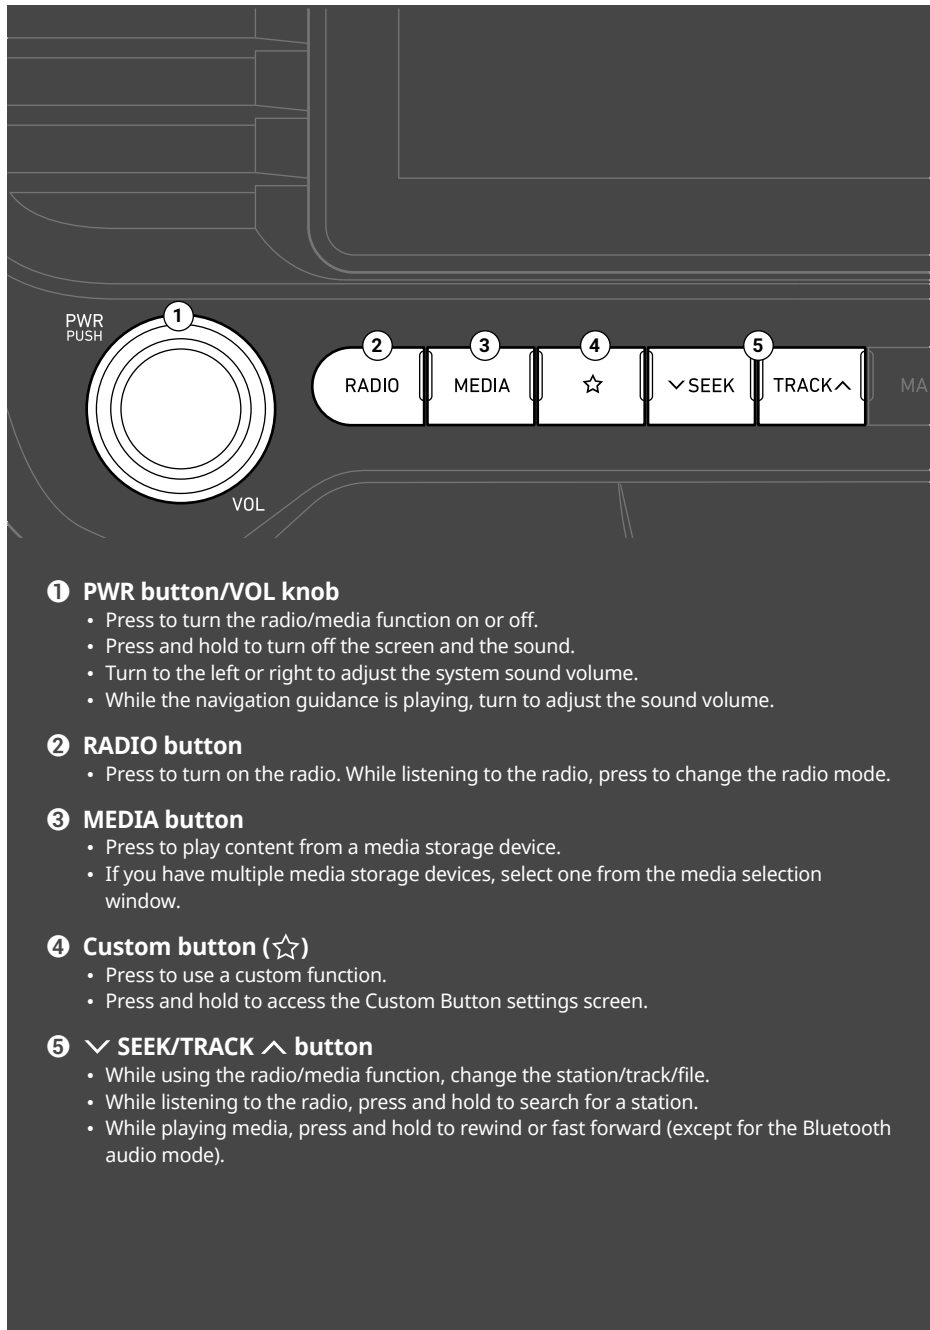 PWR
PUSH
1
2
3
4
5
RADIO
MEDIA
☆
∨ SEEK
TRACK ∧
MA
VOL
❶ PWR button/VOL knob
• Press to turn the radio/media function on or off.
• Press and hold to turn off the screen and the sound.
• Turn to the left or right to adjust the system sound volume.
• While the navigation guidance is playing, turn to adjust the sound volume.
❷ RADIO button
• Press to turn on the radio. While listening to the radio, press to change the radio mode.
❸ MEDIA button
• Press to play content from a media storage device.
• If you have multiple media storage devices, select one from the media selection
window.
❹ Custom button (☆)
• Press to use a custom function.
• Press and hold to access the Custom Button settings screen.
❺ ∨ SEEK/TRACK ∧ button
• While using the radio/media function, change the station/track/file.
• While listening to the radio, press and hold to search for a station.
• While playing media, press and hold to rewind or fast forward (except for the Bluetooth
audio mode).